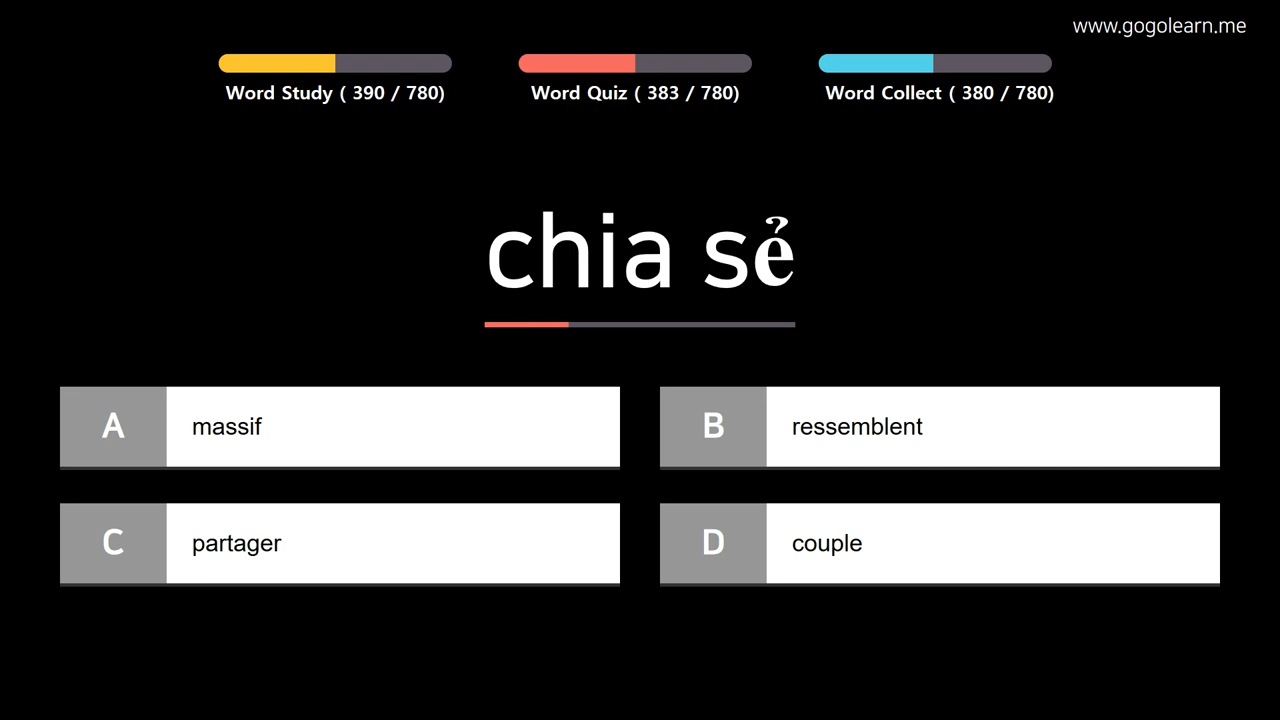 www.gogolearn.me
Word Study ( 390 / 780)
Word Quiz ( 383 / 780)
Word Collect ( 380 / 780)
chia sẻ
A massif
B ressemblent
C partager
D couple